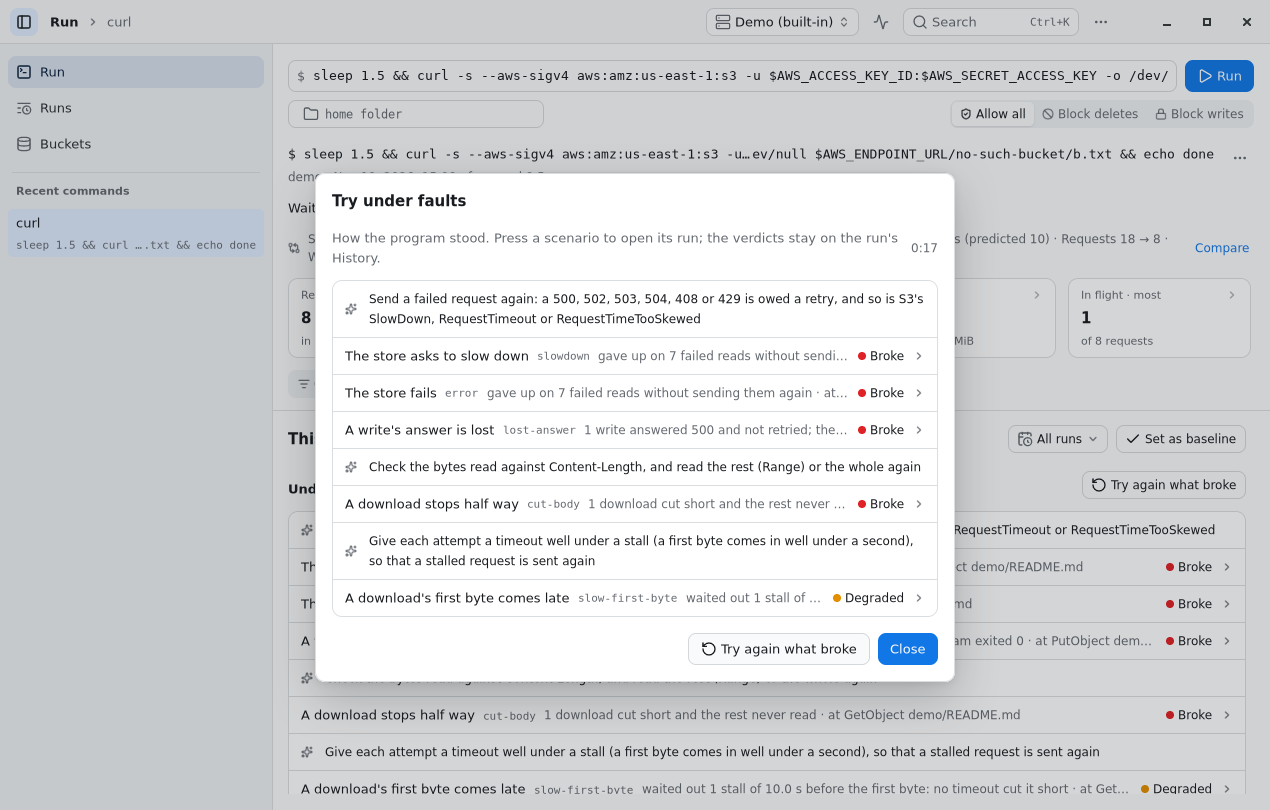 Run > curl
Demo (built-in)
Search Ctrl+K
Run
Runs
Buckets
Recent commands
curl
sleep 1.5 && curl ….txt && echo done
$ sleep 1.5 && curl -s --aws-sigv4 aws:amz:us-east-1:s3 -u $AWS_ACCESS_KEY_ID:$AWS_SECRET_ACCESS_KEY -o /dev/
Run
home folder
Allow all
Block deletes
Block writes
$ sleep 1.5 && curl -s --aws-sigv4 aws:amz:us-east-1:s3 -u…ev/null $AWS_ENDPOINT_URL/no-such-bucket/b.txt && echo done
(predicted 10) · Requests 18 → 8 ·
Compare
8
in
MiB
In flight · most
1
of 8 requests
All runs
Set as baseline
Try again what broke
Try under faults
How the program stood. Press a scenario to open its run; the verdicts stay on the run's
History.
0:17
Send a failed request again: a 500, 502, 503, 504, 408 or 429 is owed a retry, and so is S3's
SlowDown, RequestTimeout or RequestTimeTooSkewed
The store asks to slow down slowdown gave up on 7 failed reads without sendi… Broke
The store fails error gave up on 7 failed reads without sending them again · at… Broke
A write's answer is lost lost-answer 1 write answered 500 and not retried; the… Broke
Check the bytes read against Content-Length, and read the rest (Range) or the whole again
A download stops half way cut-body 1 download cut short and the rest never … Broke
Give each attempt a timeout well under a stall (a first byte comes in well under a second),
so that a stalled request is sent again
A download's first byte comes late slow-first-byte waited out 1 stall of … Degraded
Try again what broke
Close
RequestTimeout or RequestTimeTooSkewed
demo/README.md Broke
Broke
exited 0 · at PutObject dem… Broke
A download stops half way cut-body 1 download cut short and the rest never read · at GetObject demo/README.md Broke
Give each attempt a timeout well under a stall (a first byte comes in well under a second), so that a stalled request is sent again
A download's first byte comes late slow-first-byte waited out 1 stall of 10.0 s before the first byte: no timeout cut it short · at Get… Degraded